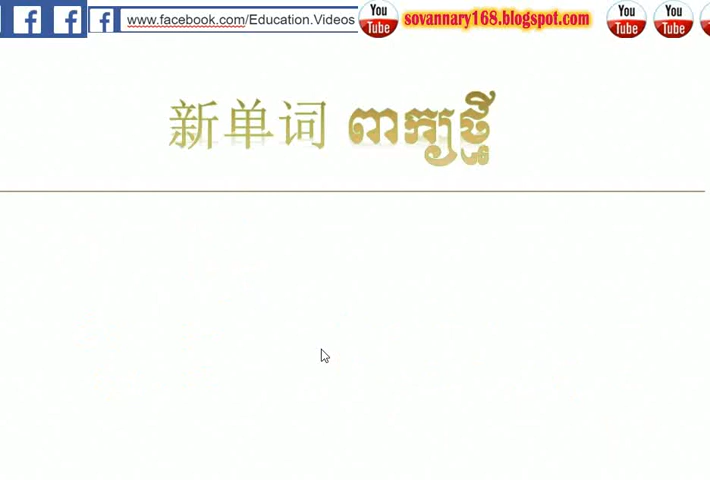 www.facebook.com/Education.Videos You Tube sovannary168.blogspot.com You Tube You Tube
新单词 ពាក្យថ្មី